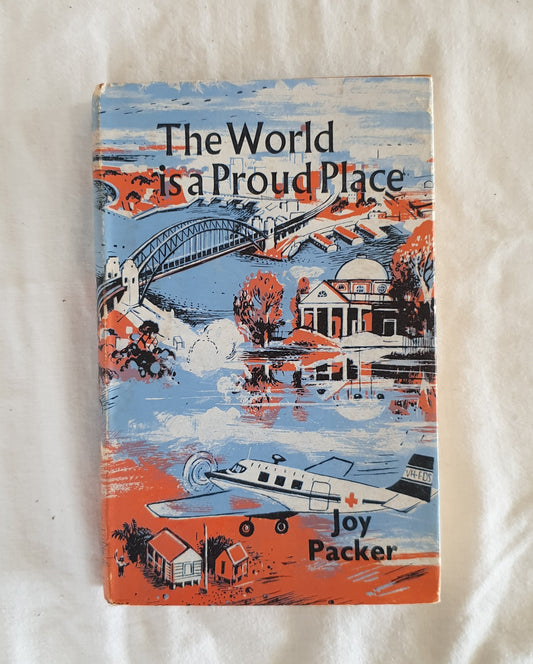 The World
is a Proud Place
VH-FDS
Joy
Packer